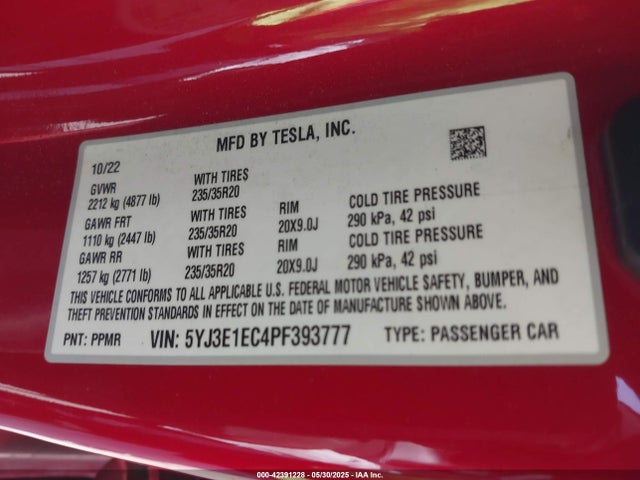 MFD BY TESLA, INC.
10/22
GVWR WITH TIRES
2212 kg (4877 lb) 235/35R20
GAWR FRT WITH TIRES RIM COLD TIRE PRESSURE
1110 kg (2447 lb) 235/35R20 20X9.0J 290 kPa, 42 psi
GAWR RR WITH TIRES RIM COLD TIRE PRESSURE
1257 kg (2771 lb) 235/35R20 20X9.0J 290 kPa, 42 psi
THIS VEHICLE CONFORMS TO ALL APPLICABLE U.S. FEDERAL MOTOR VEHICLE SAFETY, BUMPER, AND
THEFT PREVENTION STANDARDS IN EFFECT ON THE DATE OF MANUFACTURE SHOWN ABOVE.
PNT: PPMR VIN: 5YJ3E1EC4PF393777 TYPE: PASSENGER CAR
000-42391228 - 05/30/2025 - IAA Inc.